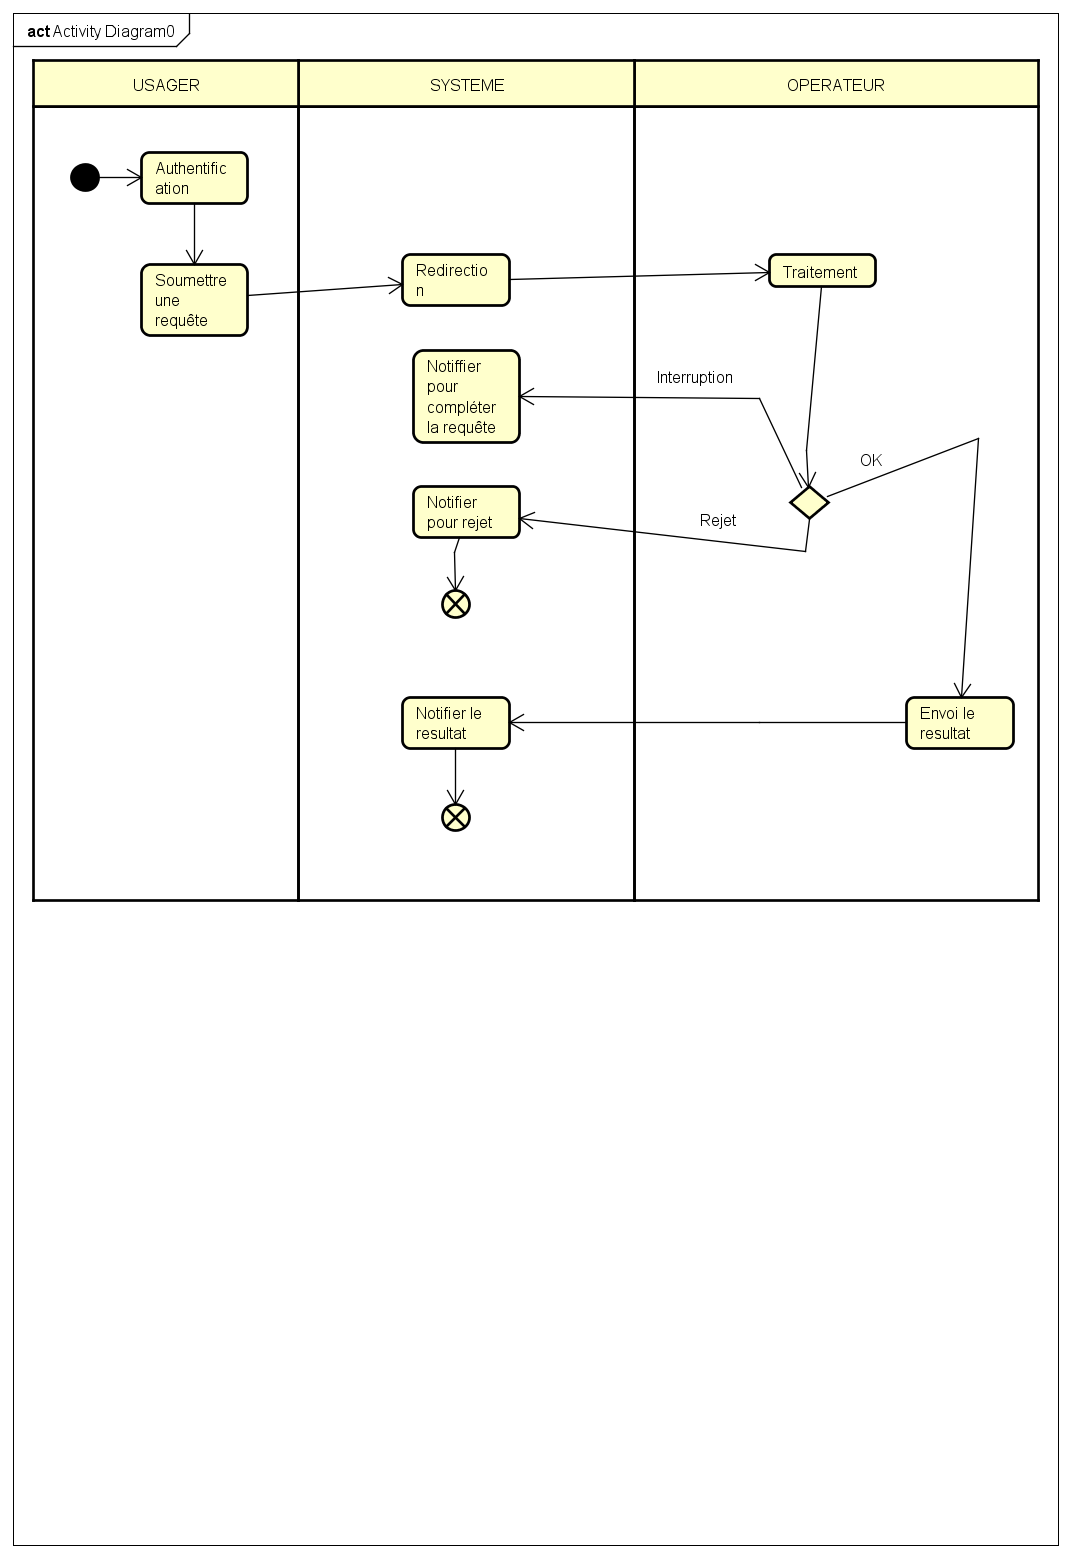 act Activity Diagram0
USAGER
SYSTEME
OPERATEUR
Authentific
ation
Soumettre
une
requête
Redirectio
n
Traitement
Notiffier
pour
compléter
la requête
Interruption
OK
Notifier
pour rejet
Rejet
Notifier le
resultat
Envoi le
resultat